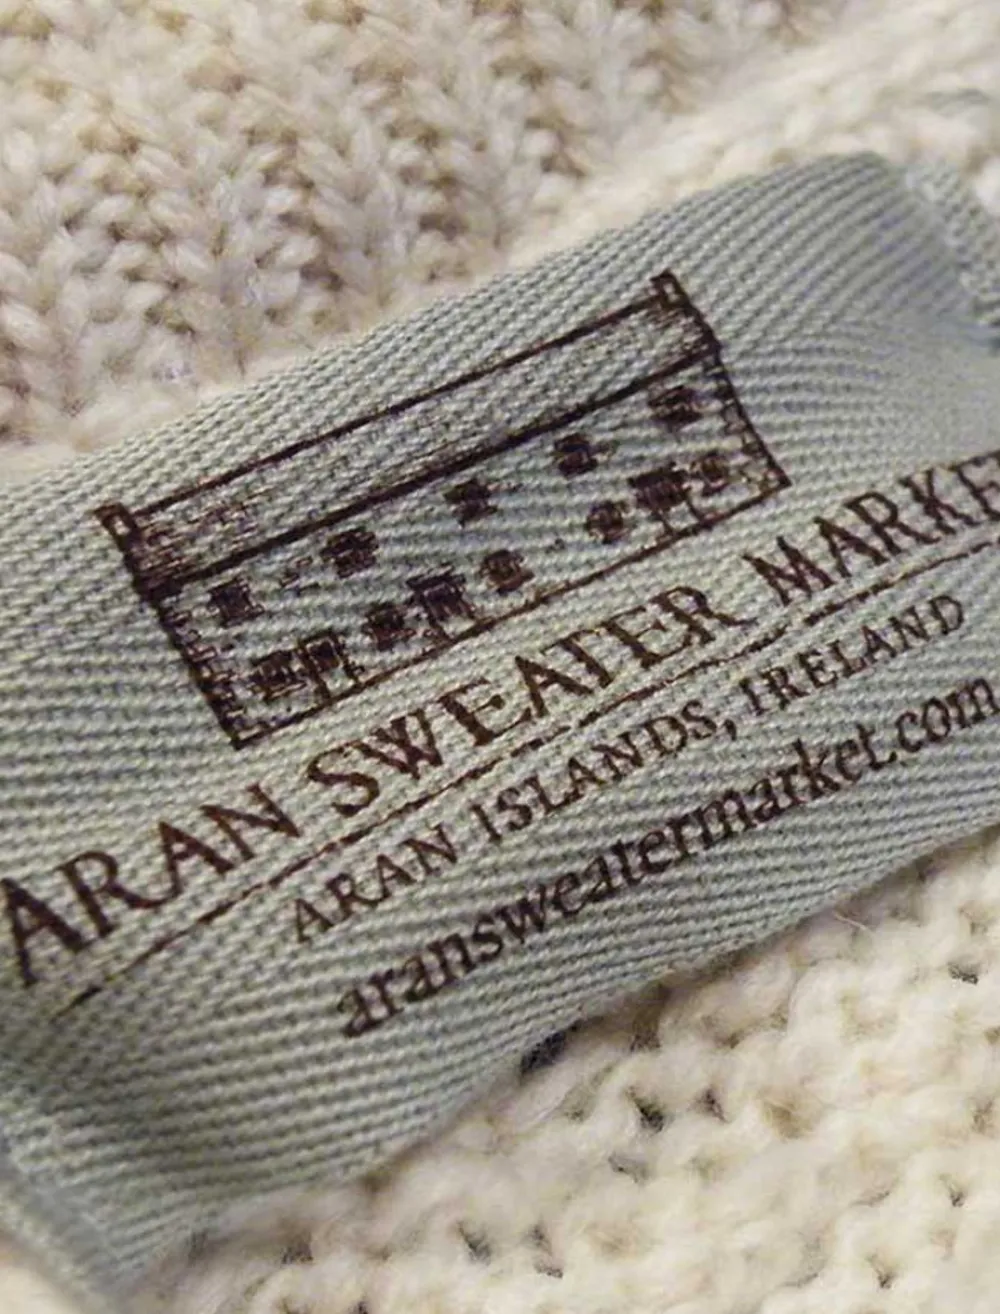 ARAN SWEATER MARKE
ARAN ISLANDS, IRELAND
aransweatermarket.com